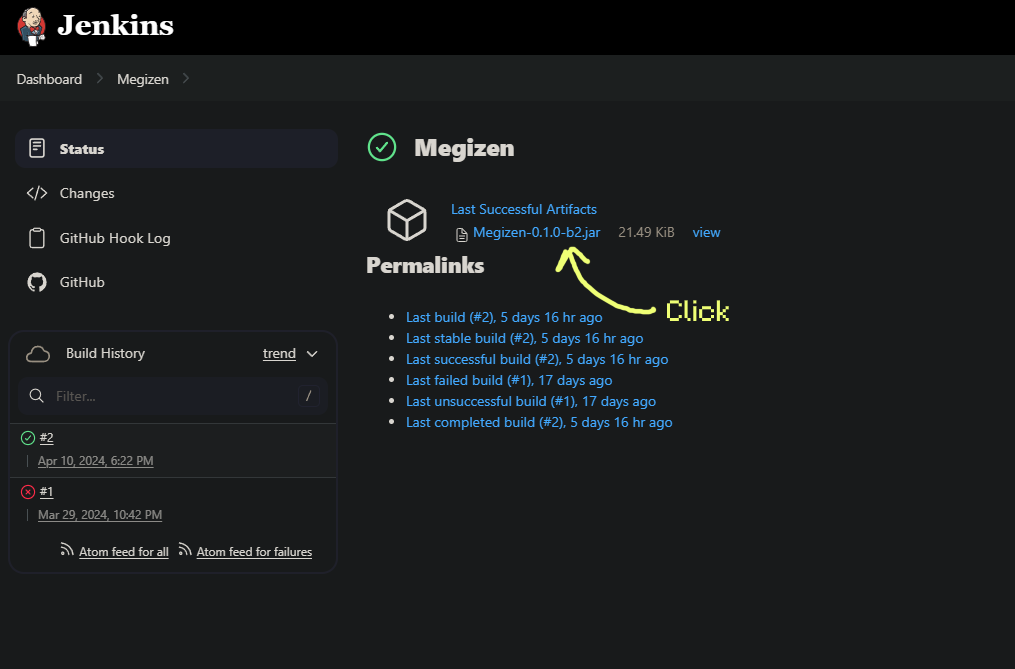 Jenkins
Dashboard Megizen
Status
Changes
GitHub Hook Log
GitHub
Build History trend
Filter... /
#2
Apr 10, 2024, 6:22 PM
#1
Mar 29, 2024, 10:42 PM
Atom feed for all Atom feed for failures
Megizen
Last Successful Artifacts
Megizen-0.1.0-b2.jar 21.49 KiB view
Click
Permalinks
Last build (#2), 5 days 16 hr ago
Last stable build (#2), 5 days 16 hr ago
Last successful build (#2), 5 days 16 hr ago
Last failed build (#1), 17 days ago
Last unsuccessful build (#1), 17 days ago
Last completed build (#2), 5 days 16 hr ago